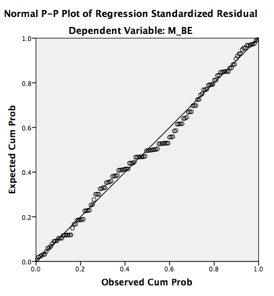 Normal P-P Plot of Regression Standardized Residual
Dependent Variable: M_BE
1.0
0.8
0.6
0.4
0.2
0.0
Expected Cum Prob
0.0 0.2 0.4 0.6 0.8 1.0
Observed Cum Prob